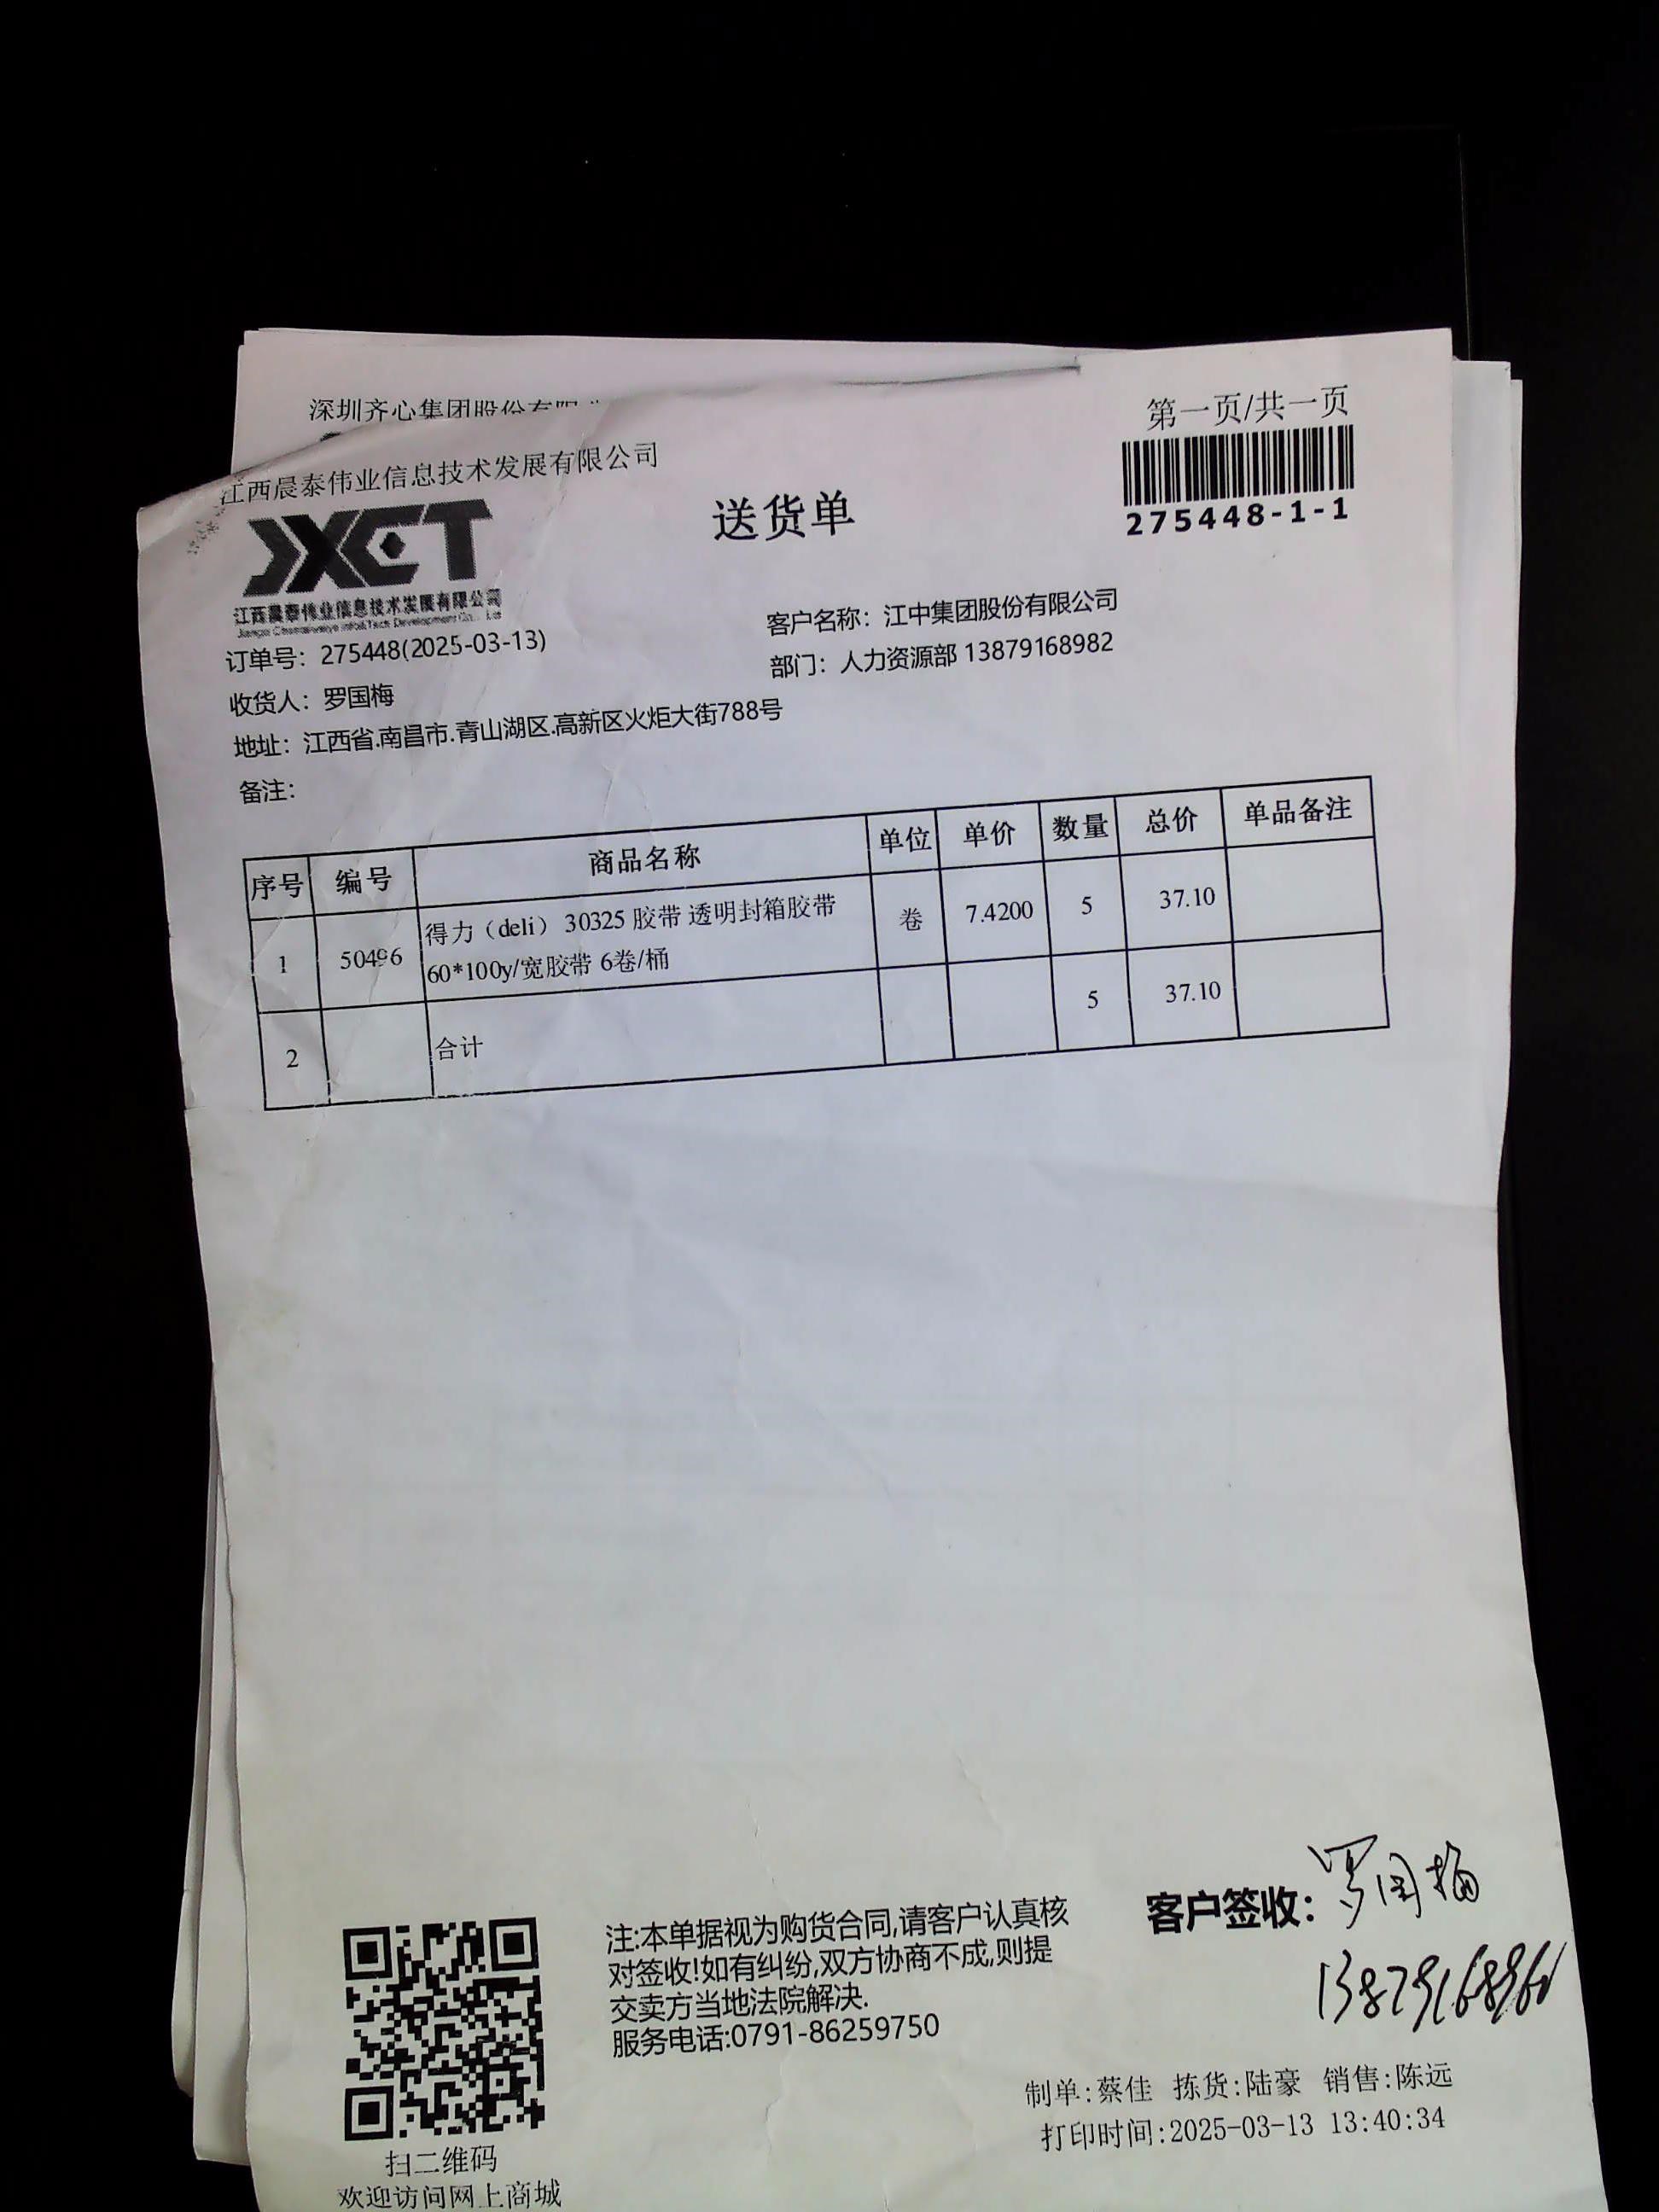 深圳齐心集团股份有限
第一页/共一页
江西晨泰伟业信息技术发展有限公司
275448-1-1
JXCT
送货单
江西晨泰伟业信息技术发展有限公司
订单号：275448(2025-03-13)
客户名称：江中集团股份有限公司
收货人：罗国梅
部门：人力资源部 13879168982
地址：江西省.南昌市.青山湖区.高新区火炬大街788号
备注：
序号 编号 商品名称 单位 单价 数量 总价 单品备注
1 50496 得力（deli）30325 胶带 透明封箱胶带 卷 7.4200 5 37.10
60*100y/宽胶带 6卷/桶
2 合计 5 37.10
客户签收：罗国梅
注:本单据视为购货合同,请客户认真核
对签收!如有纠纷,双方协商不成,则提
交卖方当地法院解决.
服务电话:0791-86259750
制单:蔡佳 拣货:陆豪 销售:陈远
打印时间:2025-03-13 13:40:34
扫二维码
欢迎访问网上商城